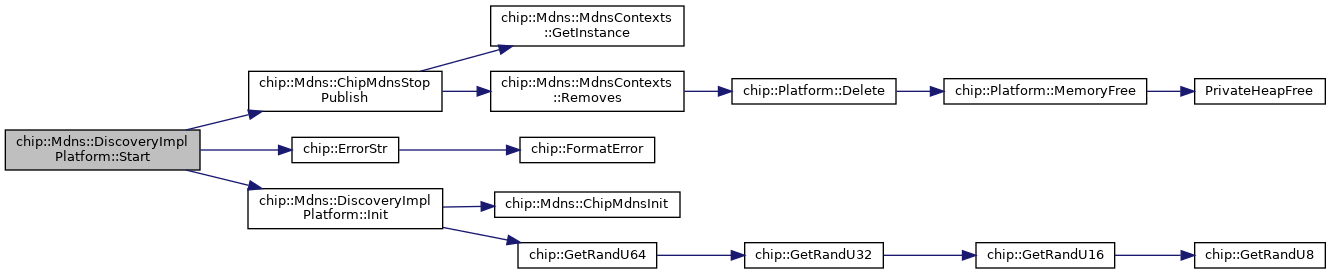 chip::Mdns::MdnsContexts
::GetInstance
chip::Mdns::ChipMdnsStop
Publish
chip::Mdns::MdnsContexts
::Removes
chip::Platform::Delete
chip::Platform::MemoryFree
PrivateHeapFree
chip::Mdns::DiscoveryImpl
Platform::Start
chip::ErrorStr
chip::FormatError
chip::Mdns::DiscoveryImpl
Platform::Init
chip::Mdns::ChipMdnsInit
chip::GetRandU64
chip::GetRandU32
chip::GetRandU16
chip::GetRandU8